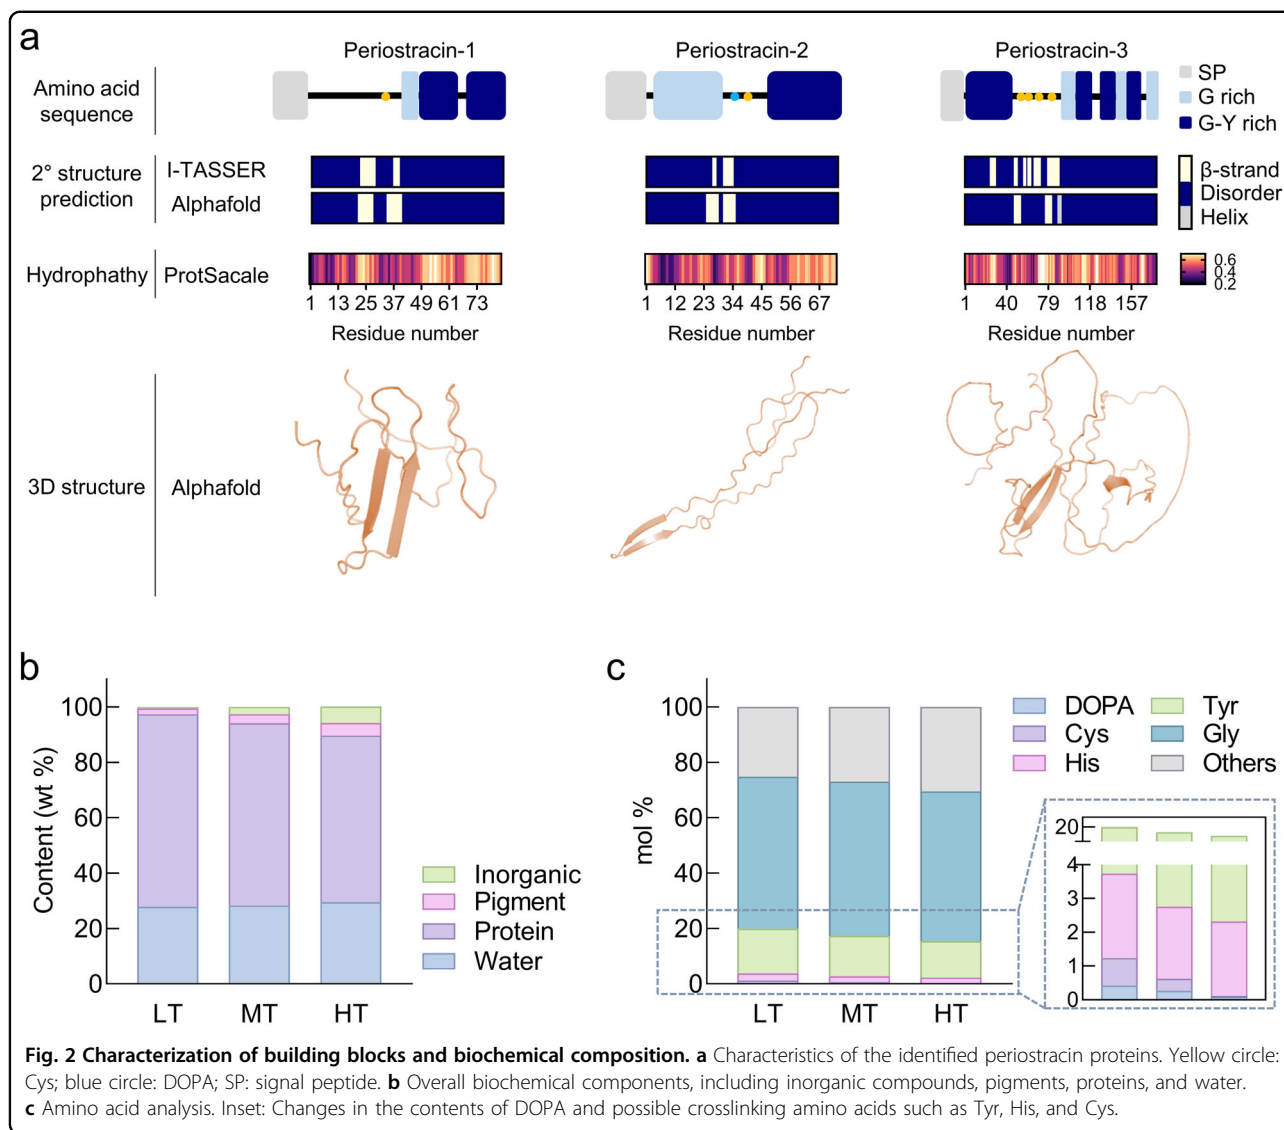 a
Periostracin-1 Periostracin-2 Periostracin-3
Amino acid
sequence
SP
G rich
G-Y rich
2° structure
prediction
I-TASSER
Alphafold
β-strand
Disorder
Helix
Hydrophathy ProtSacale
0.6
0.4
0.2
1 13 25 37 49 61 73
1 12 23 34 45 56 67
1 40 79 118 157
Residue number Residue number Residue number
3D structure Alphafold
b
Content (wt %)
100
80
60
40
20
0
LT MT HT
Inorganic
Pigment
Protein
Water
c
mol %
100
80
60
40
20
0
LT MT HT
DOPA Tyr
Cys Gly
His Others
20
4
3
2
1
0
Fig. 2 Characterization of building blocks and biochemical composition. a Characteristics of the identified periostracin proteins. Yellow circle:
Cys; blue circle: DOPA; SP: signal peptide. b Overall biochemical components, including inorganic compounds, pigments, proteins, and water.
c Amino acid analysis. Inset: Changes in the contents of DOPA and possible crosslinking amino acids such as Tyr, His, and Cys.